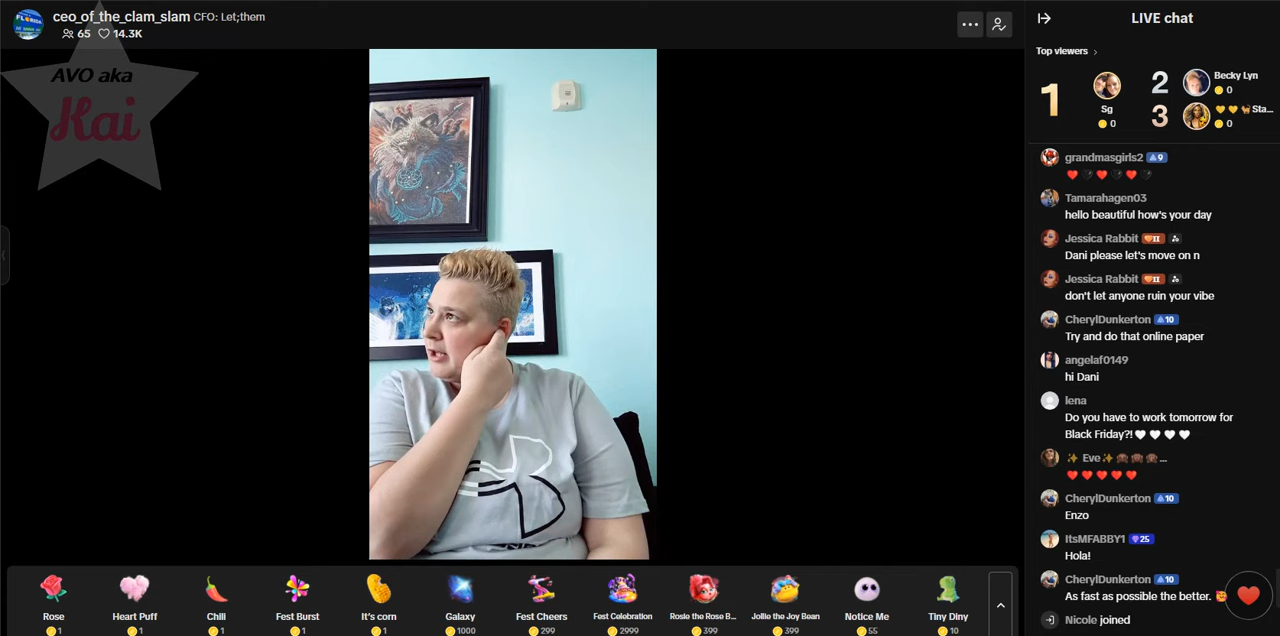 ceo_of_the_clam_slam CFO: Let;them
65 14.3K
AVO aka
Kai
LIVE chat
Top viewers
1
Sg
0
2
Becky Lyn
0
3
Sta...
0
grandmasgirls2 9
Tamarahagen03
hello beautiful how's your day
Jessica Rabbit II
Dani please let's move on n
Jessica Rabbit II
don't let anyone ruin your vibe
CherylDunkerton 10
Try and do that online paper
angelaf0149
hi Dani
lena
Do you have to work tomorrow for
Black Friday?!
Eve ...
CherylDunkerton 10
Enzo
ItsMFABBY1 25
Hola!
CherylDunkerton 10
As fast as possible the better.
Nicole joined
Rose
1
Heart Puff
1
Chili
1
Fest Burst
1
It's corn
1
Galaxy
1000
Fest Cheers
299
Fest Celebration
2999
Rosie the Rose B...
399
Jollie the Joy Bean
399
Notice Me
55
Tiny Diny
10